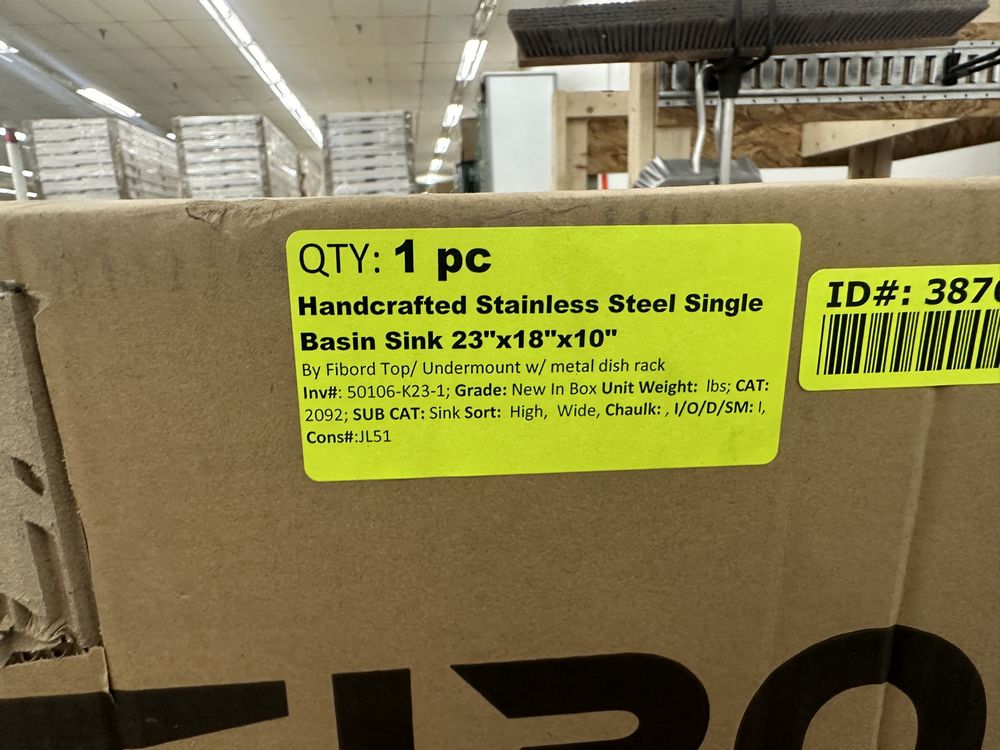 QTY: 1 pc
Handcrafted Stainless Steel Single
Basin Sink 23"x18"x10"
By Fibord Top/ Undermount w/ metal dish rack
Inv#: 50106-K23-1; Grade: New In Box Unit Weight: lbs; CAT:
2092; SUB CAT: Sink Sort: High, Wide, Chaulk: , I/O/D/SM: I,
Cons#:JL51
ID#: 387